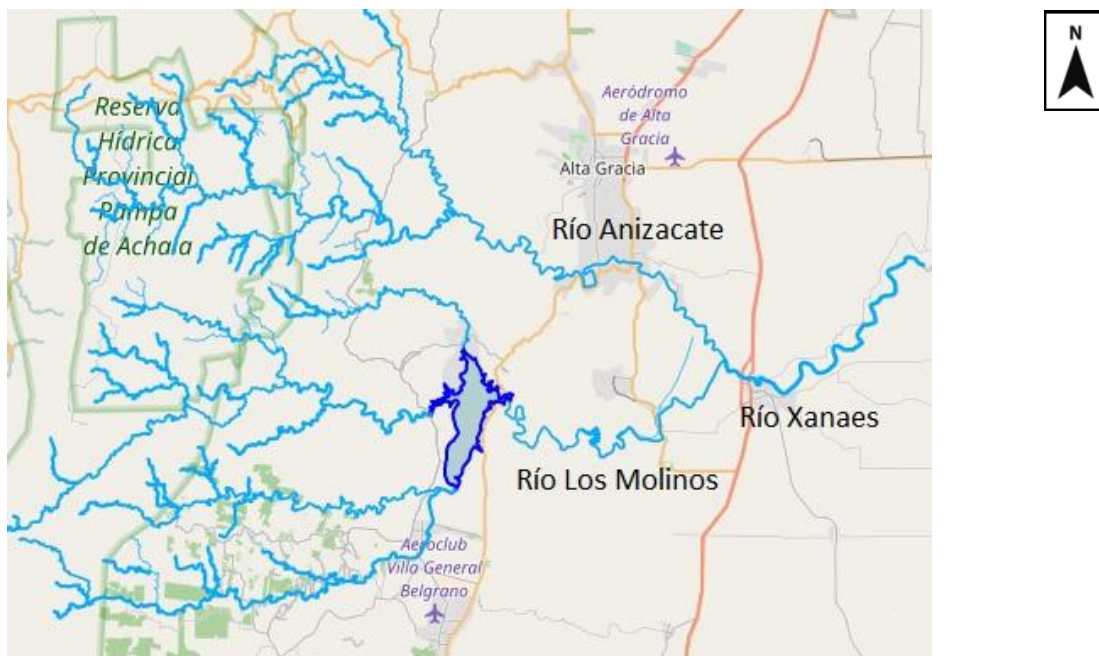 N
Reserva
Hídrica
Provincial
Pampa
de Achala
Aeródromo
de Alta
Gracia
Alta Gracia
Río Anizacate
Río Xanaes
Río Los Molinos
Aeroclub
Villa General
Belgrano